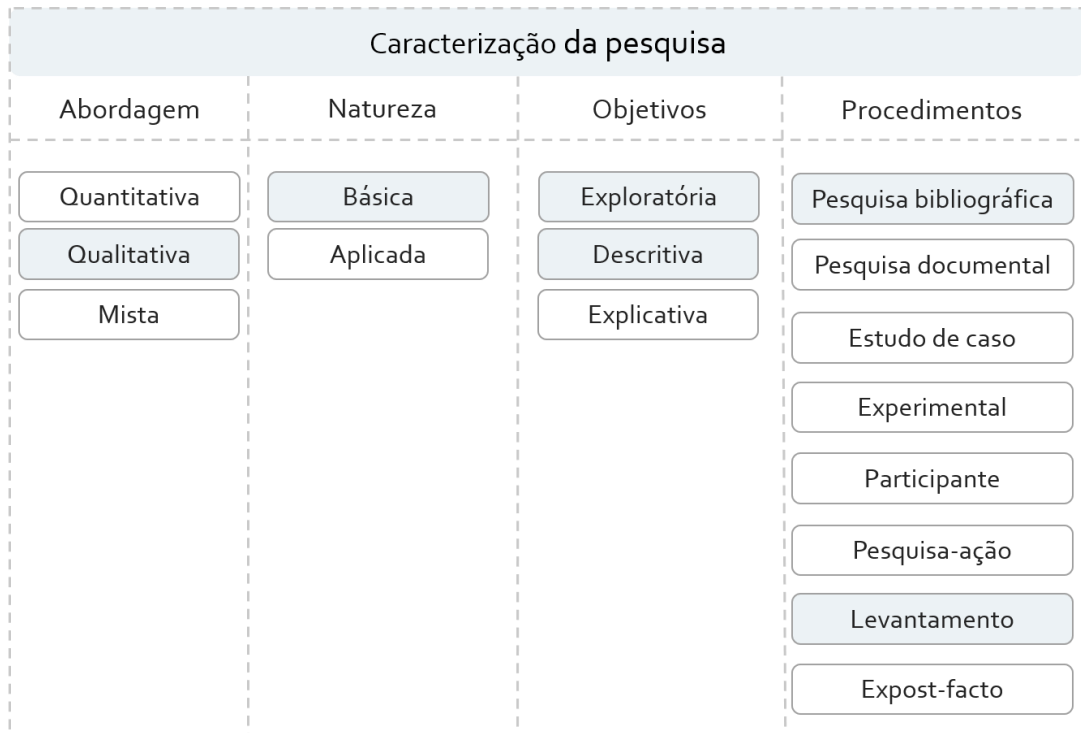 Caracterização da pesquisa
Abordagem
Natureza
Objetivos
Procedimentos
Quantitativa
Qualitativa
Mista
Básica
Aplicada
Exploratória
Descritiva
Explicativa
Pesquisa bibliográfica
Pesquisa documental
Estudo de caso
Experimental
Participante
Pesquisa-ação
Levantamento
Expost-facto